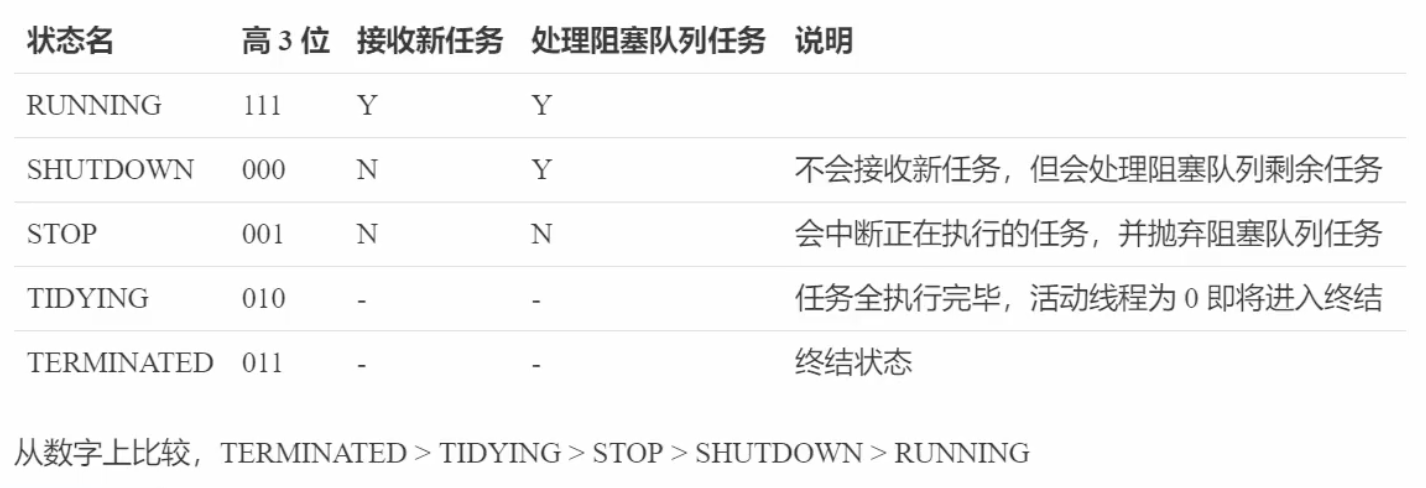 状态名 高 3 位 接收新任务 处理阻塞队列任务 说明
RUNNING 111 Y Y
SHUTDOWN 000 N Y 不会接收新任务，但会处理阻塞队列剩余任务
STOP 001 N N 会中断正在执行的任务，并抛弃阻塞队列任务
TIDYING 010 - - 任务全执行完毕，活动线程为 0 即将进入终结
TERMINATED 011 - - 终结状态
从数字上比较，TERMINATED > TIDYING > STOP > SHUTDOWN > RUNNING